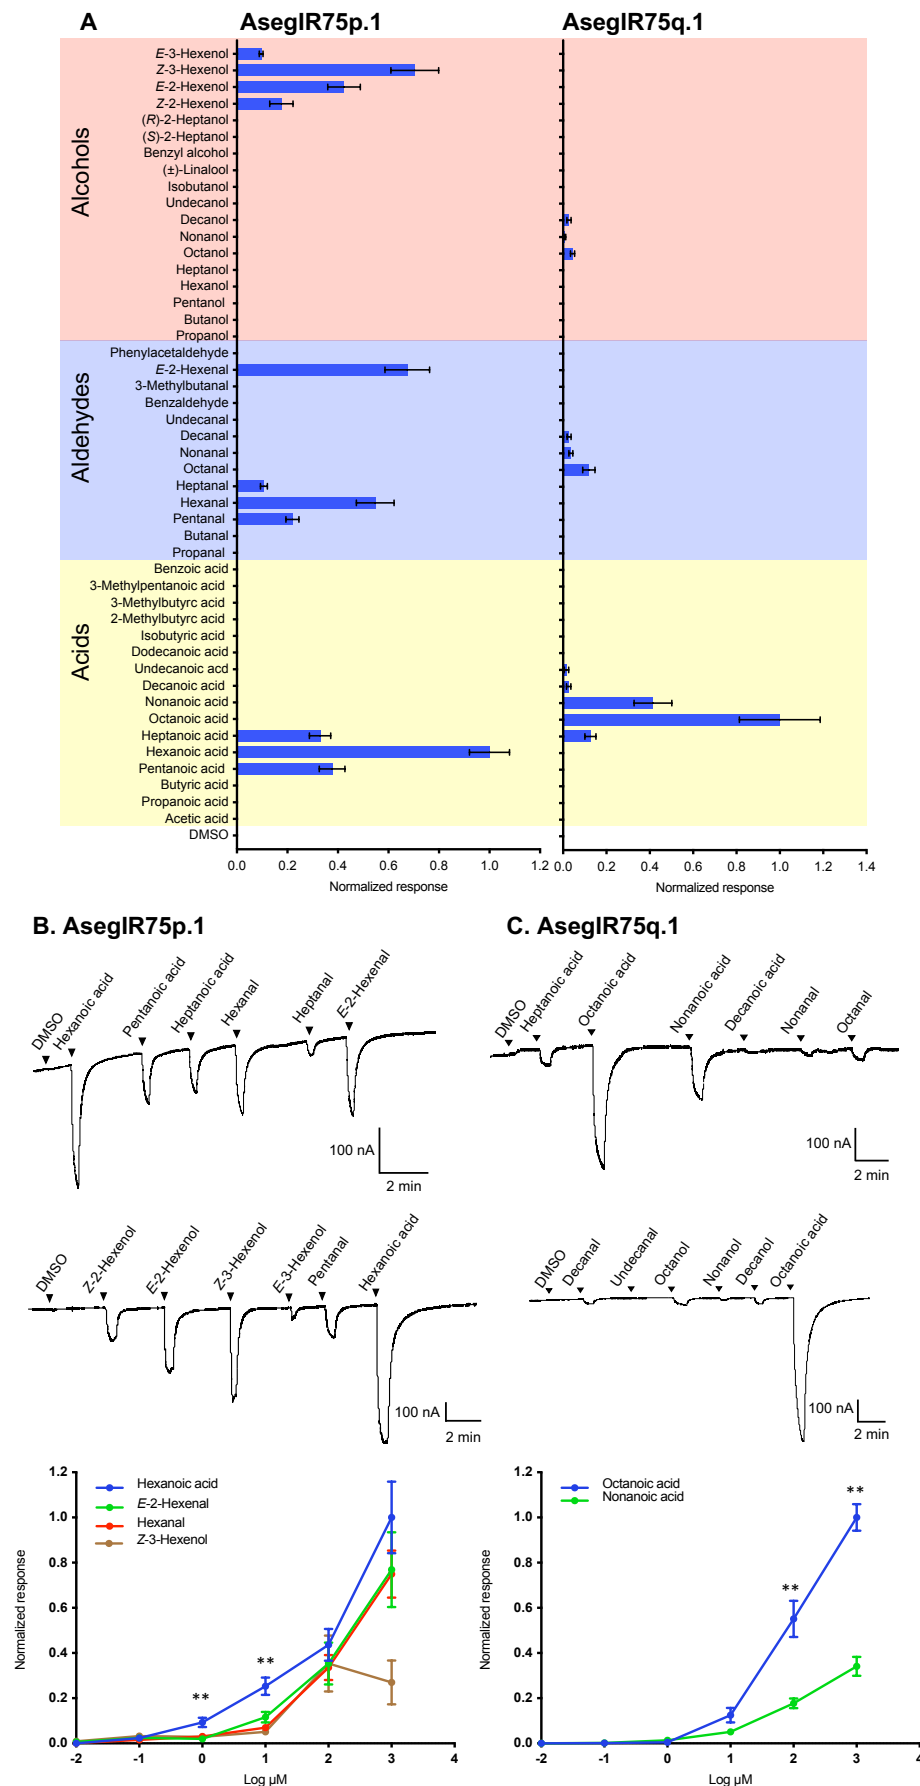 A
AsegIR75p.1
AsegIR75q.1
Alcohols
E-3-Hexenol
Z-3-Hexenol
E-2-Hexenol
Z-2-Hexenol
(R)-2-Heptanol
(S)-2-Heptanol
Benzyl alcohol
(±)-Linalool
Isobutanol
Undecanol
Decanol
Nonanol
Octanol
Heptanol
Hexanol
Pentanol
Butanol
Propanol
Aldehydes
Phenylacetaldehyde
E-2-Hexenal
3-Methylbutanal
Benzaldehyde
Undecanal
Decanal
Nonanal
Octanal
Heptanal
Hexanal
Pentanal
Butanal
Propanal
Acids
Benzoic acid
3-Methylpentanoic acid
3-Methylbutyrc acid
2-Methylbutyrc acid
Isobutyric acid
Dodecanoic acid
Undecanoic acd
Decanoic acid
Nonanoic acid
Octanoic acid
Heptanoic acid
Hexanoic acid
Pentanoic acid
Butyric acid
Propanoic acid
Acetic acid
DMSO
0.0 0.2 0.4 0.6 0.8 1.0 1.2
Normalized response
0.0 0.2 0.4 0.6 0.8 1.0 1.2 1.4
Normalized response
B. AsegIR75p.1
DMSO
Hexanoic acid
Pentanoic acid
Heptanoic acid
Hexanal
Heptanal
E-2-Hexenal
100 nA
2 min
DMSO
Z-2-Hexenol
E-2-Hexenol
Z-3-Hexenol
E-3-Hexenol
Pentanal
Hexanoic acid
100 nA
2 min
Normalized response
1.2
1.0
0.8
0.6
0.4
0.2
0.0
Hexanoic acid
E-2-Hexenal
Hexanal
Z-3-Hexenol
**
**
-2 -1 0 1 2 3 4
Log µM
C. AsegIR75q.1
DMSO
Heptanoic acid
Octanoic acid
Nonanoic acid
Decanoic acid
Nonanal
Octanal
100 nA
2 min
DMSO
Decanal
Undecanal
Octanol
Nonanol
Decanol
Octanoic acid
100 nA
2 min
Normalized response
1.2
1.0
0.8
0.6
0.4
0.2
0.0
Octanoic acid
Nonanoic acid
**
**
-2 -1 0 1 2 3 4
Log µM